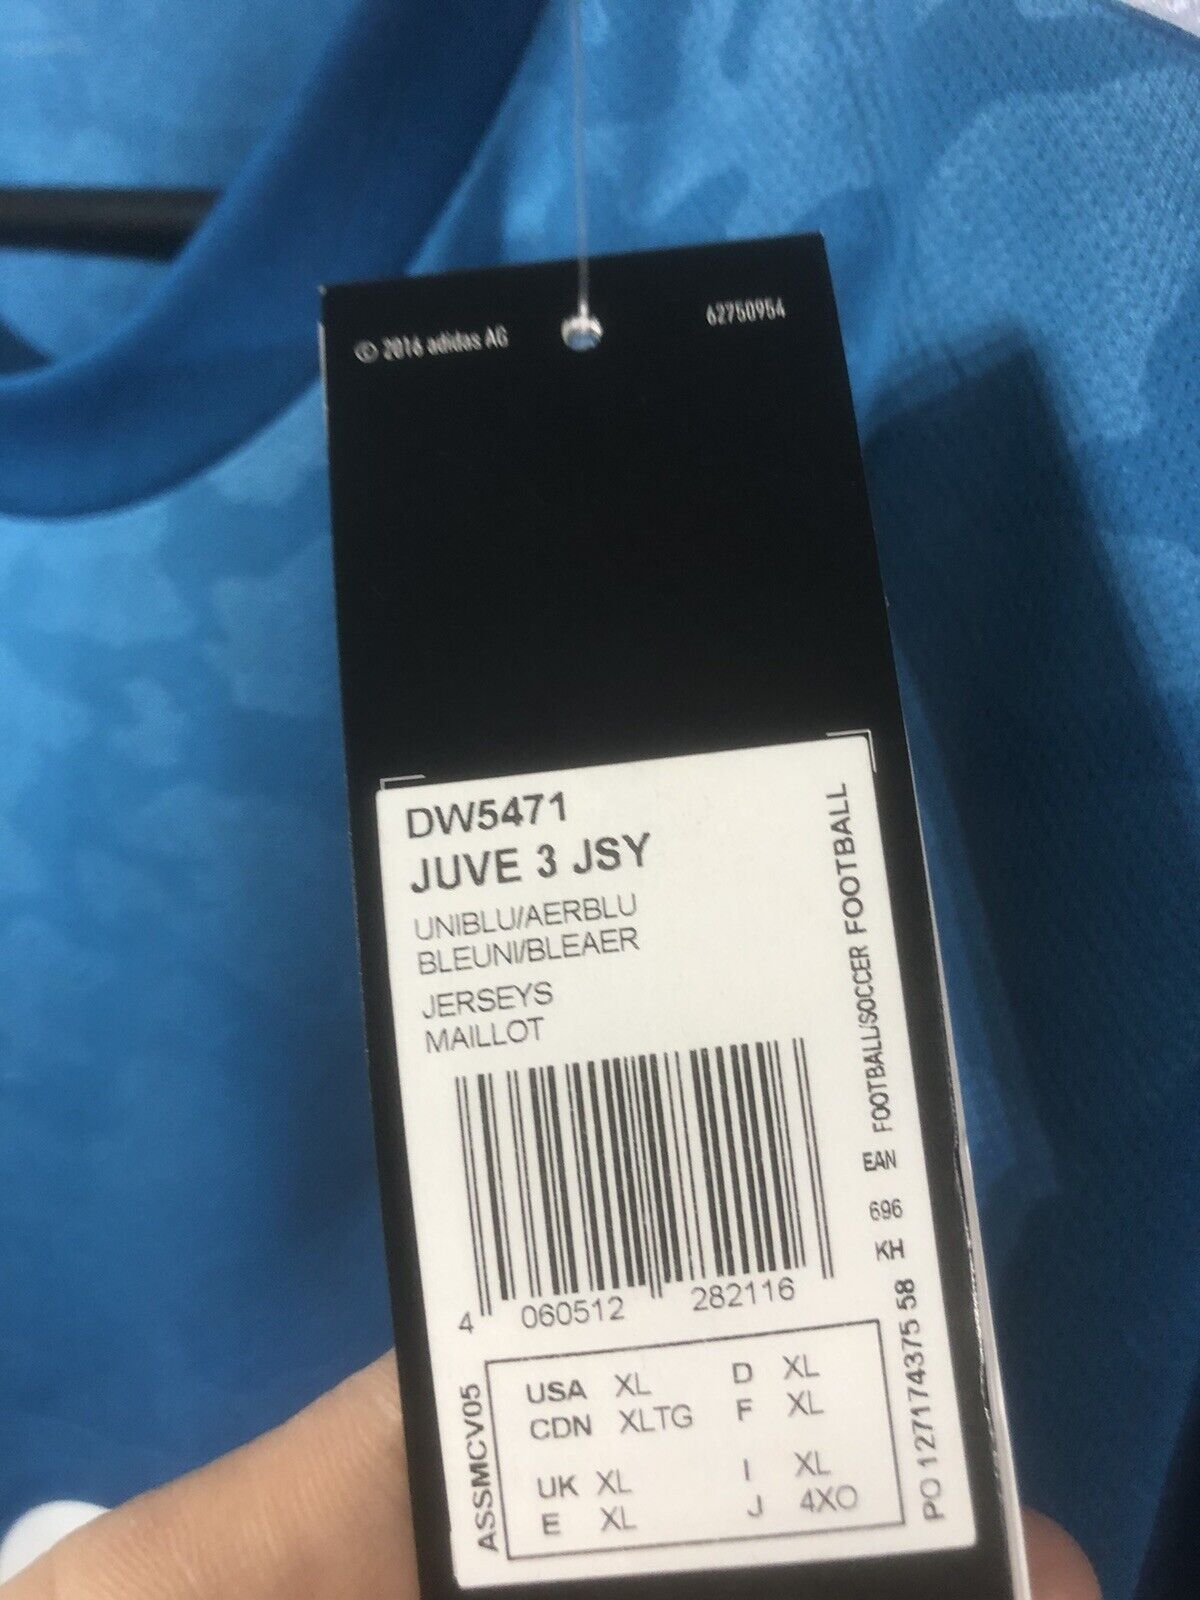 © 2016 adidas AG
62750954
DW5471
JUVE 3 JSY
UNIBLU/AERBLU
BLEUNI/BLEAER
JERSEYS
MAILLOT
4 060512 282116
USA XL D XL
CDN XLTG F XL
UK XL I XL
E XL J 4XO
ASSMCV05
PO 127174375 58 KH 696 EAN FOOTBALL/SOCCER FOOTBALL